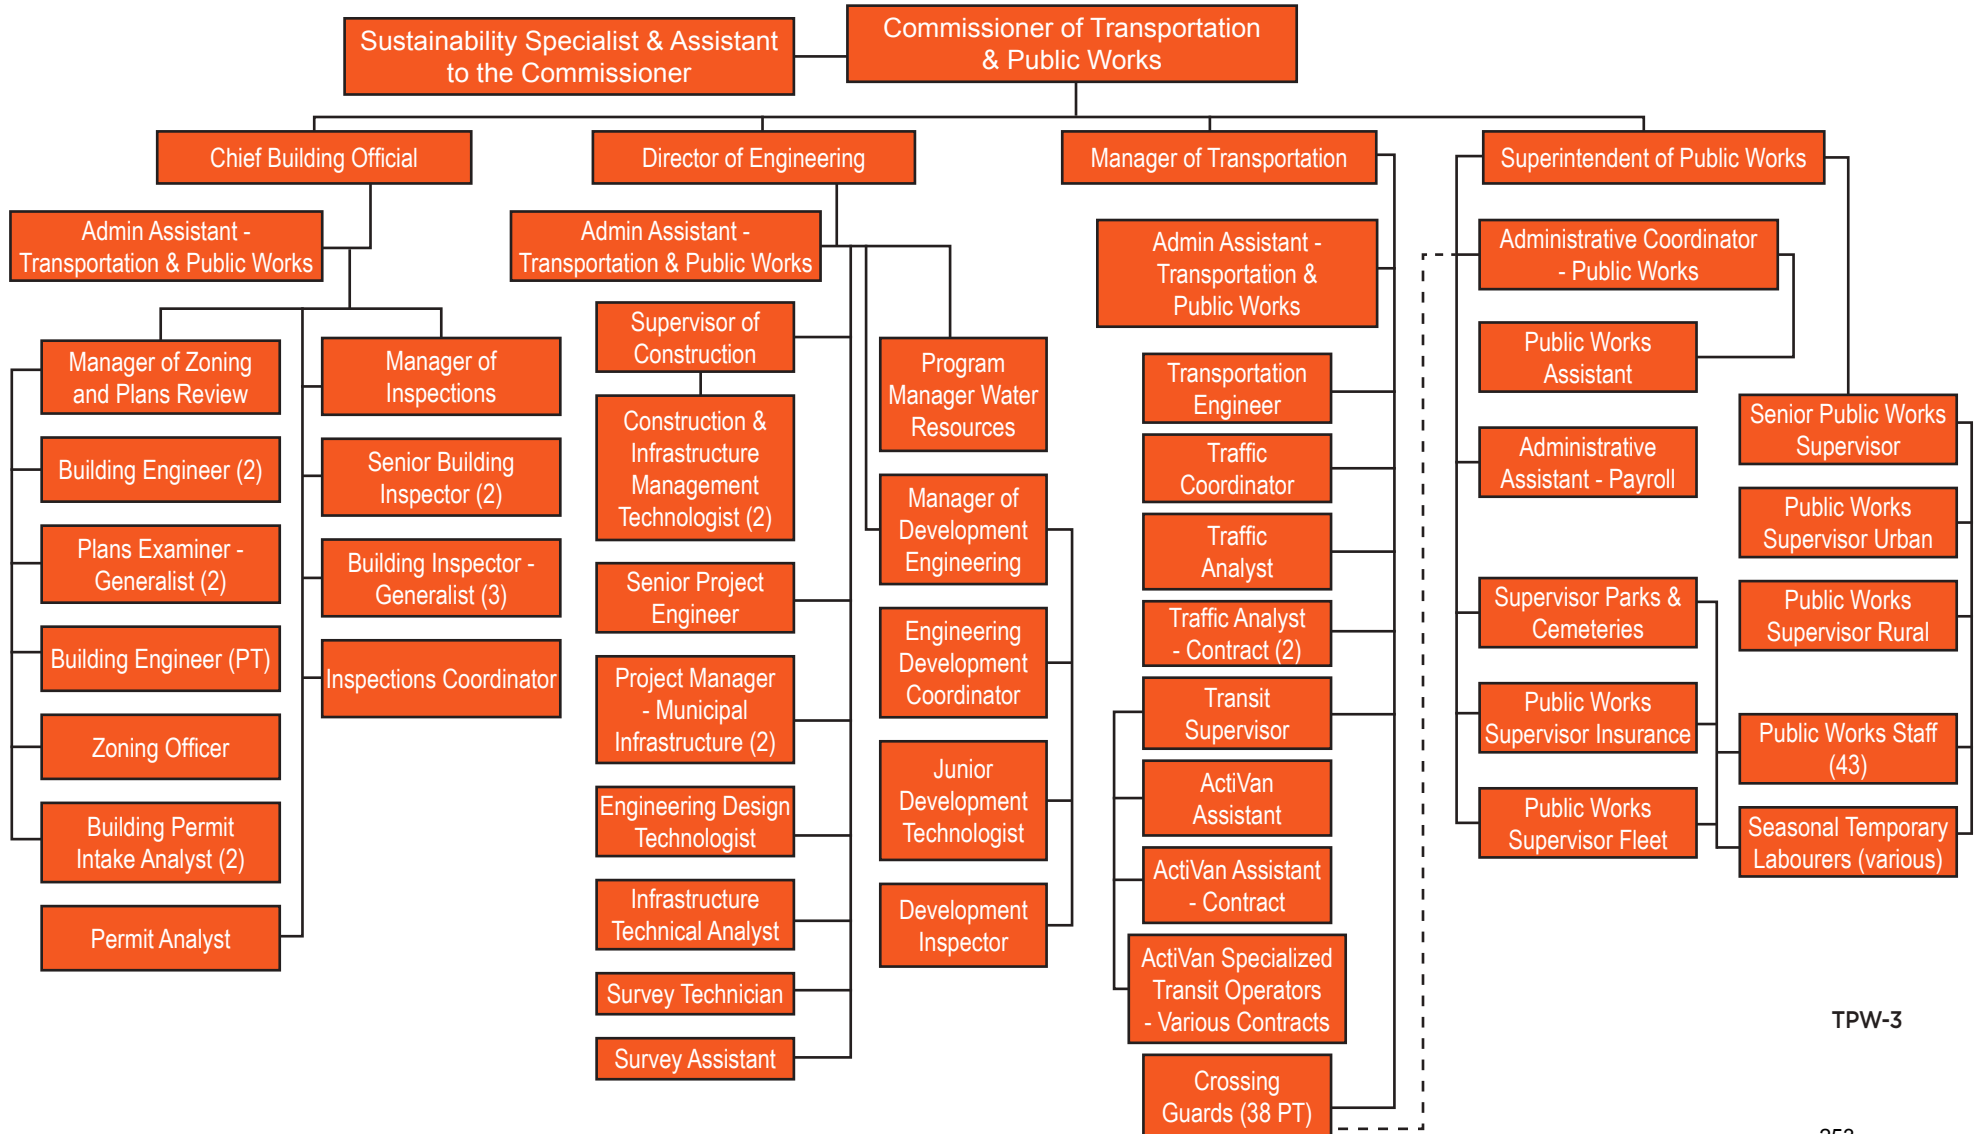 Sustainability Specialist & Assistant
to the Commissioner
Commissioner of Transportation
& Public Works
Chief Building Official
Admin Assistant -
Transportation & Public Works
Manager of Zoning
and Plans Review
Building Engineer (2)
Plans Examiner -
Generalist (2)
Building Engineer (PT)
Zoning Officer
Building Permit
Intake Analyst (2)
Permit Analyst
Manager of
Inspections
Senior Building
Inspector (2)
Building Inspector -
Generalist (3)
Inspections Coordinator
Director of Engineering
Admin Assistant -
Transportation & Public Works
Supervisor of
Construction
Construction &
Infrastructure
Management
Technologist (2)
Senior Project
Engineer
Project Manager
- Municipal
Infrastructure (2)
Engineering Design
Technologist
Infrastructure
Technical Analyst
Survey Technician
Survey Assistant
Program
Manager Water
Resources
Manager of
Development
Engineering
Engineering
Development
Coordinator
Junior
Development
Technologist
Development
Inspector
Manager of Transportation
Admin Assistant -
Transportation &
Public Works
Transportation
Engineer
Traffic
Coordinator
Traffic
Analyst
Traffic Analyst
- Contract (2)
Transit
Supervisor
ActiVan
Assistant
ActiVan Assistant
- Contract
ActiVan Specialized
Transit Operators
- Various Contracts
Crossing
Guards (38 PT)
Superintendent of Public Works
Administrative Coordinator
- Public Works
Public Works
Assistant
Administrative
Assistant - Payroll
Supervisor Parks &
Cemeteries
Public Works
Supervisor Insurance
Public Works
Supervisor Fleet
Senior Public Works
Supervisor
Public Works
Supervisor Urban
Public Works
Supervisor Rural
Public Works Staff
(43)
Seasonal Temporary
Labourers (various)
TPW-3